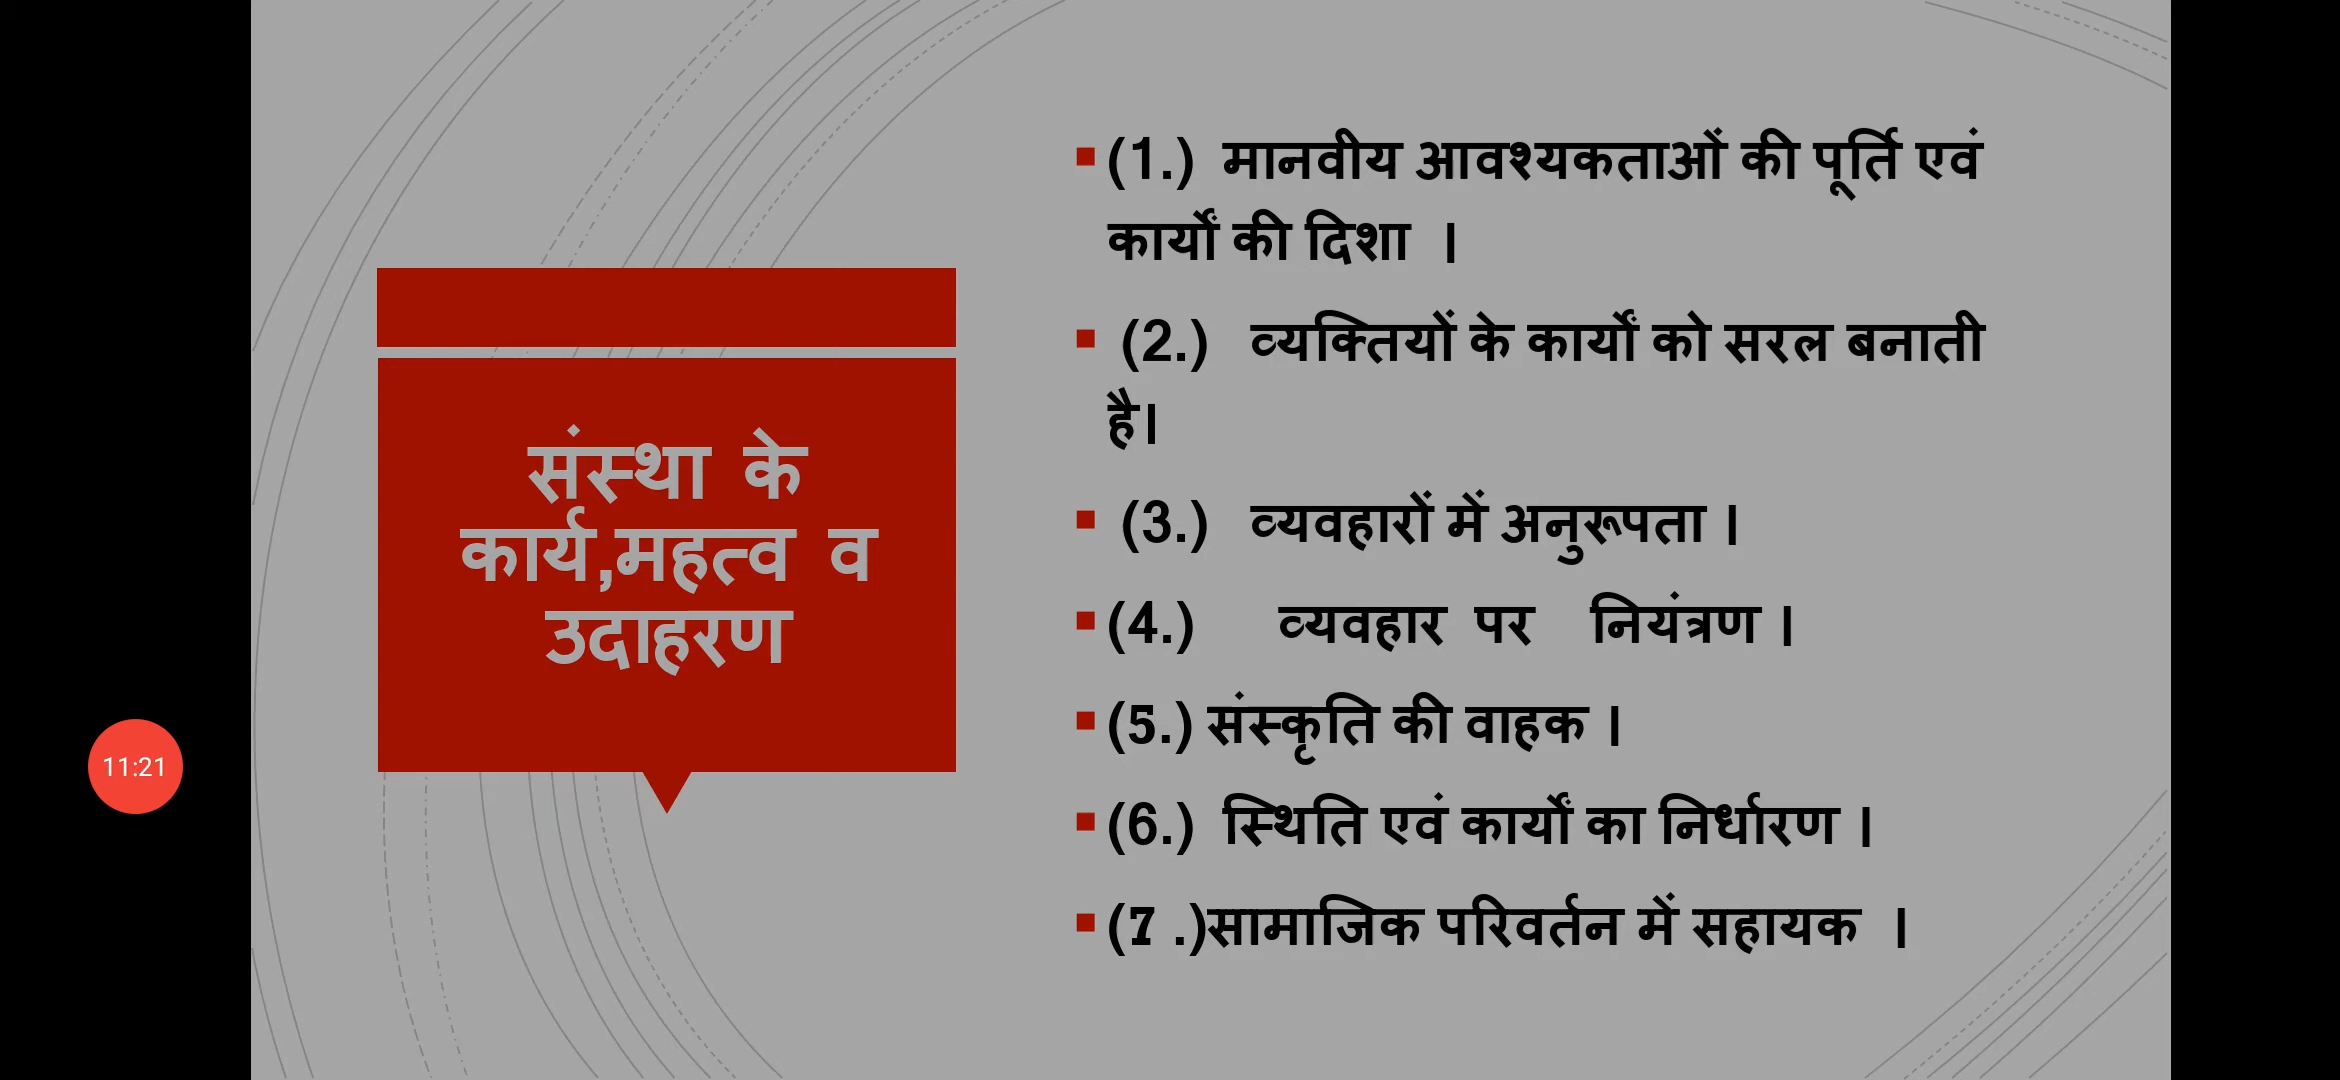 संस्था के
कार्य,महत्व व
उदाहरण
(1.) मानवीय आवश्यकताओं की पूर्ति एवं
कार्यों की दिशा ।
(2.) व्यक्तियों के कार्यों को सरल बनाती
है।
(3.) व्यवहारों में अनुरूपता ।
(4.) व्यवहार पर नियंत्रण ।
(5.) संस्कृति की वाहक ।
(6.) स्थिति एवं कार्यों का निर्धारण ।
(7 .)सामाजिक परिवर्तन में सहायक ।
11:21